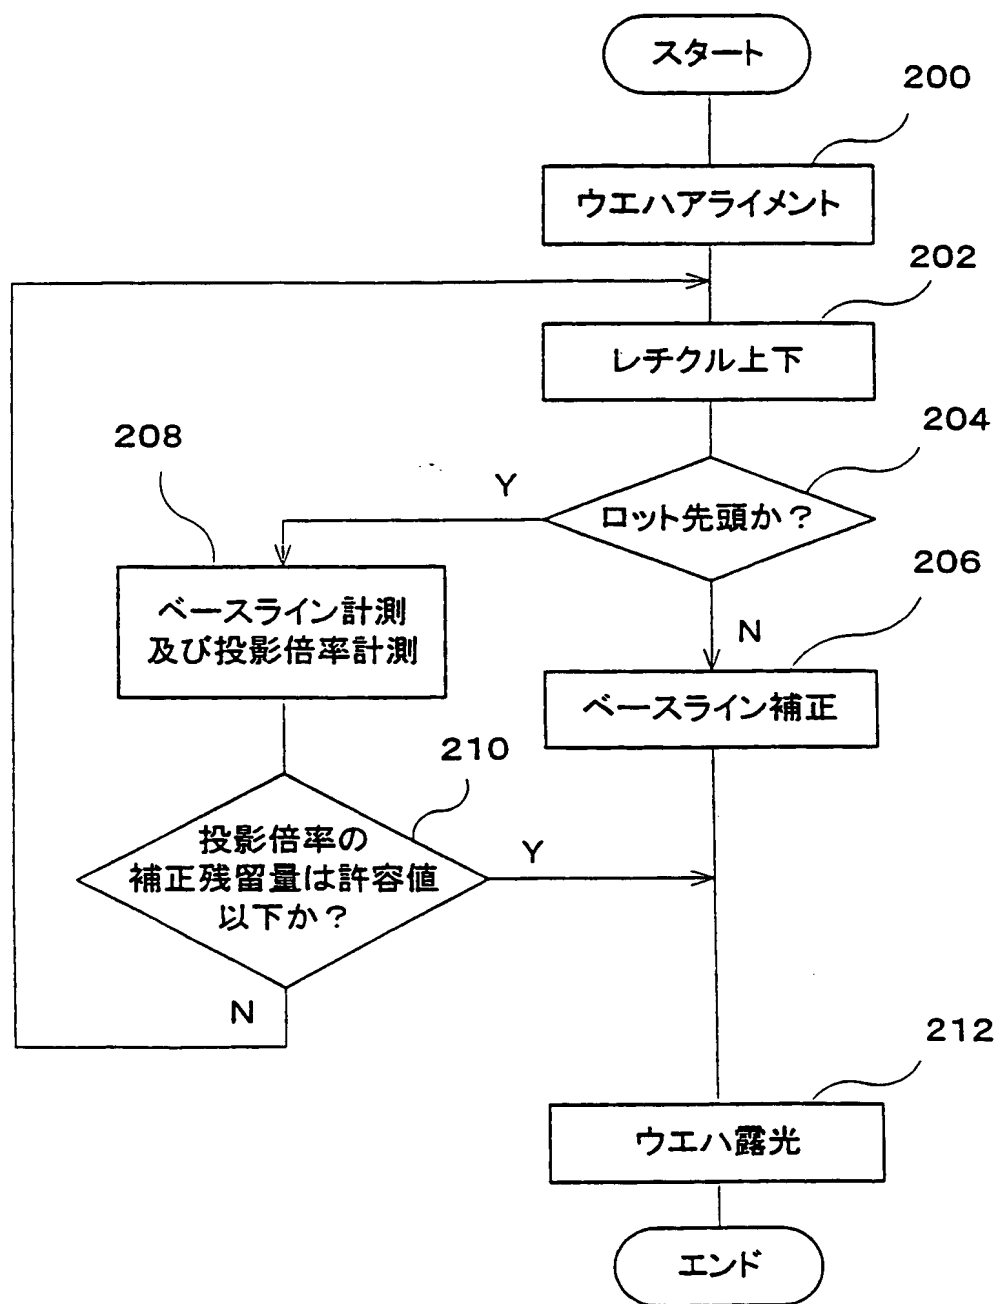 スタート
200
ウエハアライメント
202
レチクル上下
204
ロット先頭か？
Y
208
206
N
ベースライン計測
及び投影倍率計測
ベースライン補正
210
投影倍率の
補正残留量は許容値
以下か？
Y
N
212
ウエハ露光
エンド